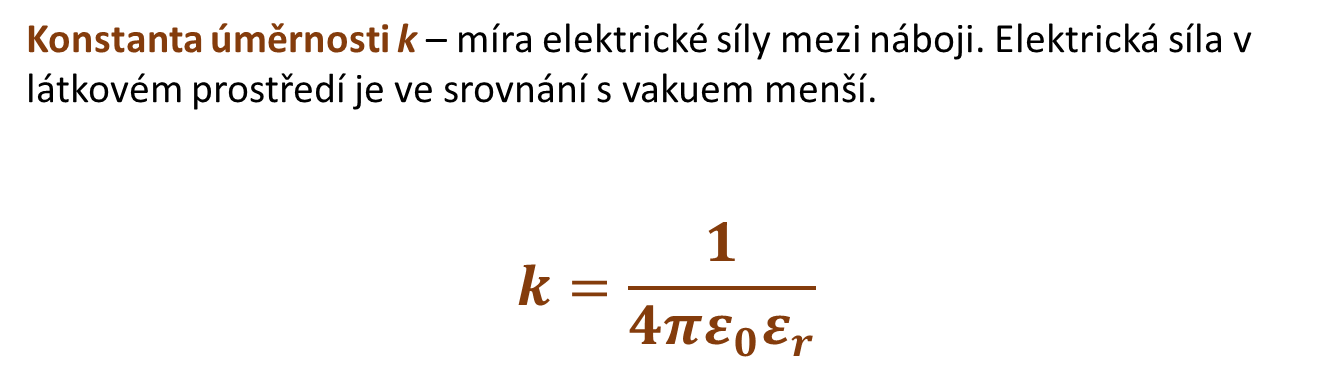 Konstanta úměrnosti k – míra elektrické síly mezi náboji. Elektrická síla v
látkovém prostředí je ve srovnání s vakuem menší.
k = 1 / 4πε₀εᵣ